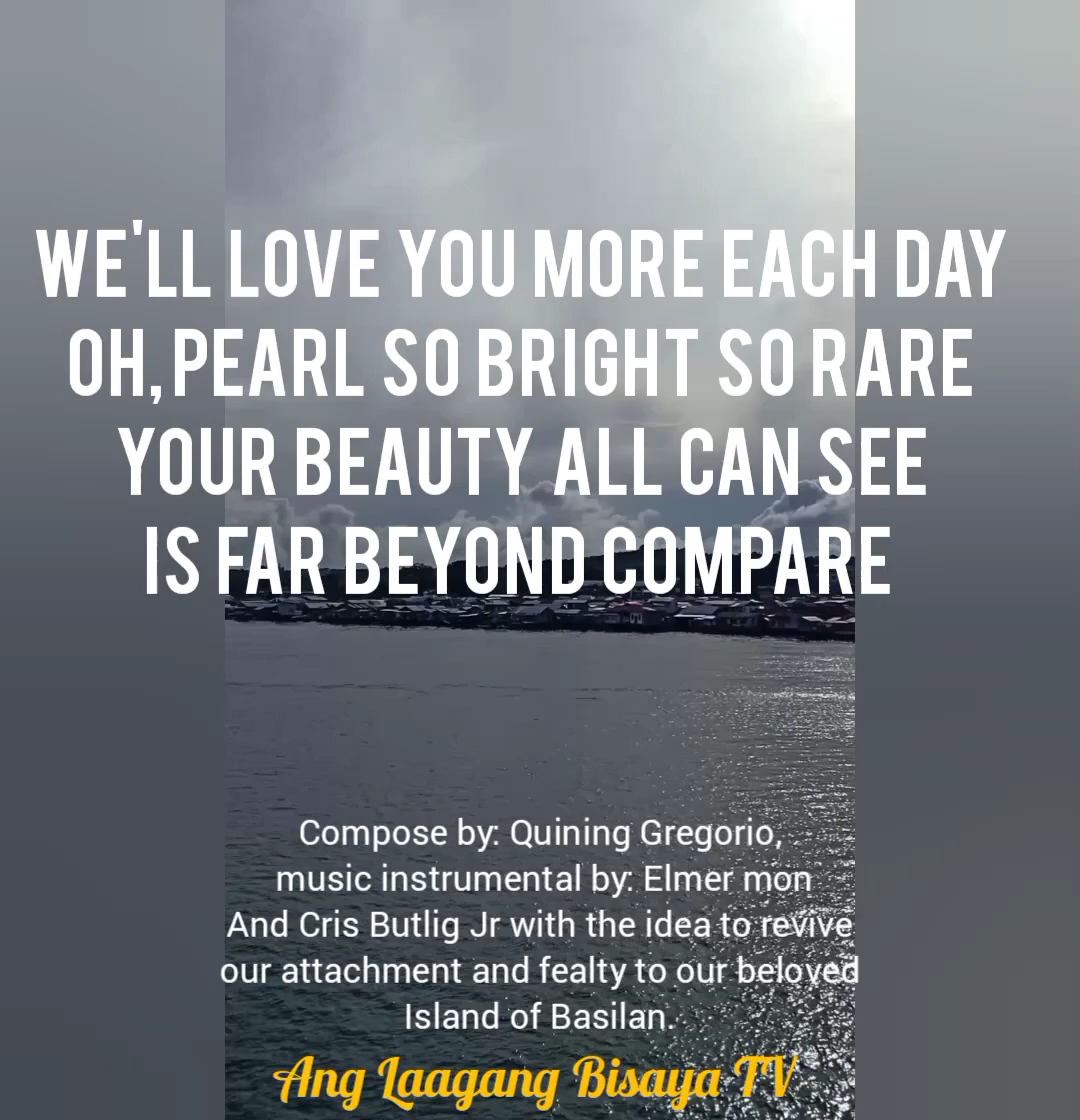 WE'LL LOVE YOU MORE EACH DAY
OH, PEARL SO BRIGHT SO RARE
YOUR BEAUTY ALL CAN SEE
IS FAR BEYOND COMPARE
Compose by: Quining Gregorio,
music instrumental by: Elmer mon
And Cris Butlig Jr with the idea to revive
our attachment and fealty to our beloved
Island of Basilan.
Ang Laagang Bisaya TV